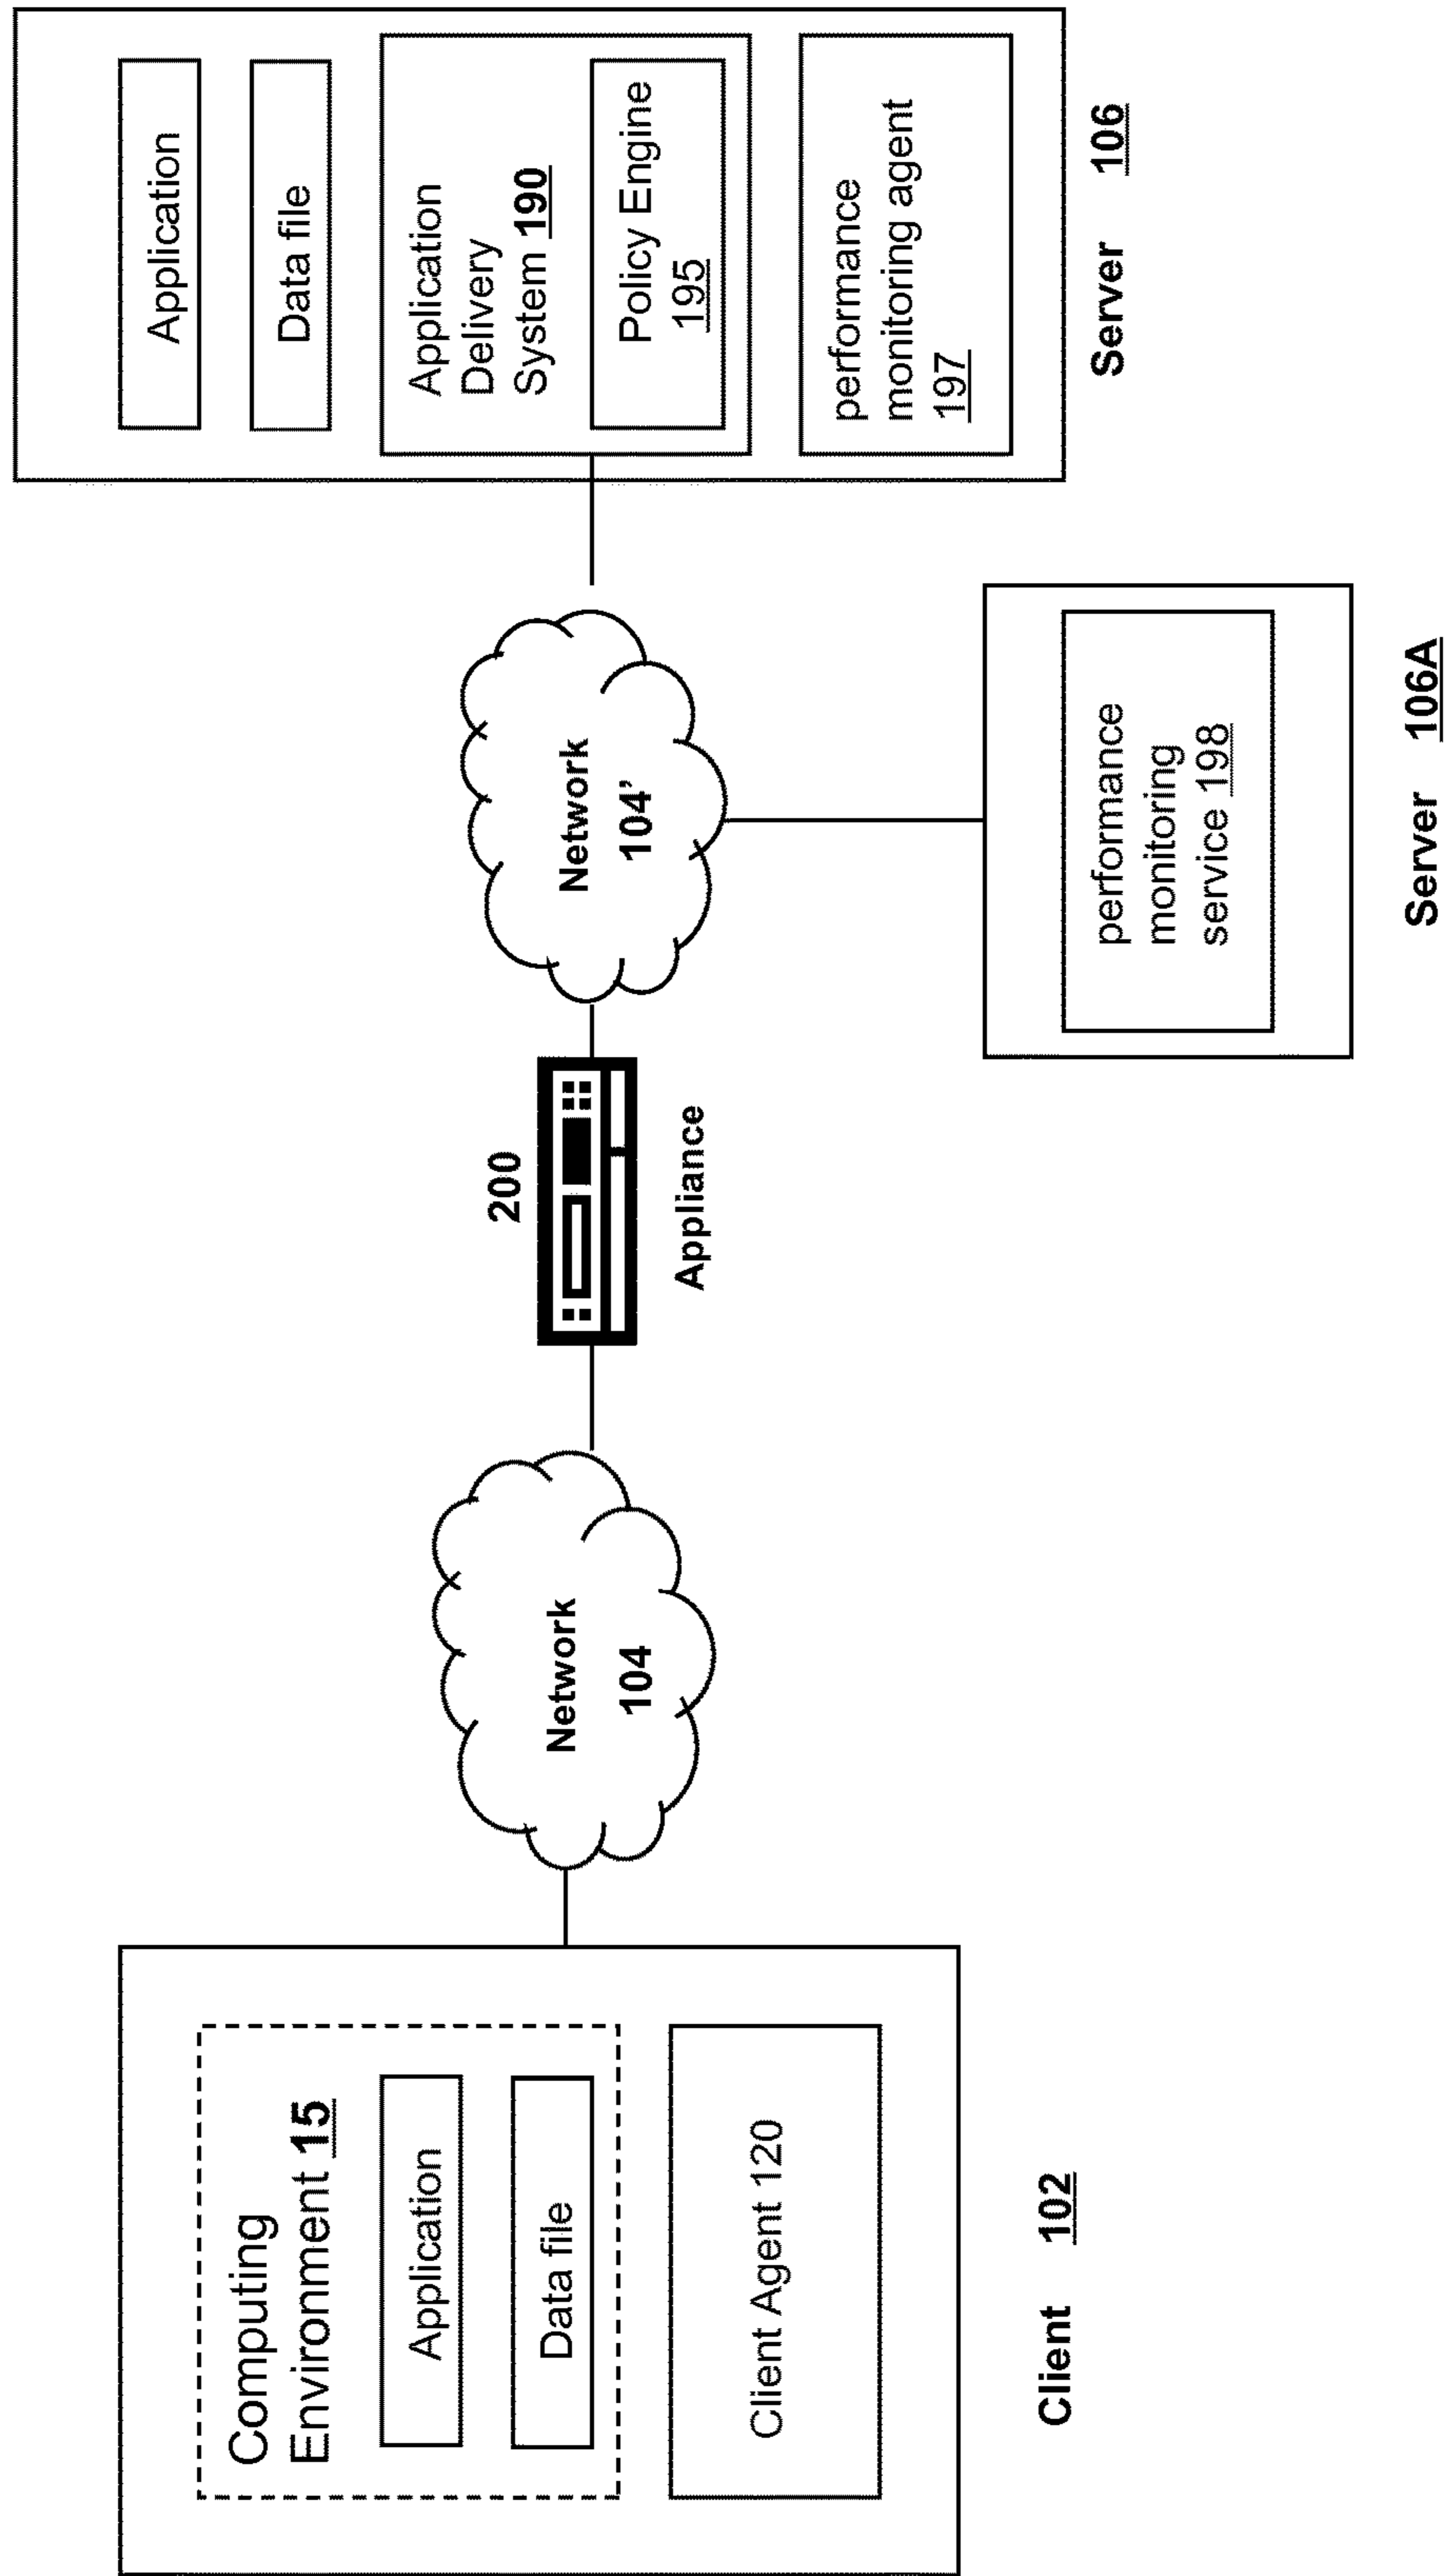 Computing
Environment 15
Application
Data file
Client Agent 120
Client 102
Network
104
200
Appliance
Network
104’
performance
monitoring
service 198
Server 106A
Application
Data file
Application
Delivery
System 190
Policy Engine
195
performance
monitoring agent
197
Server 106